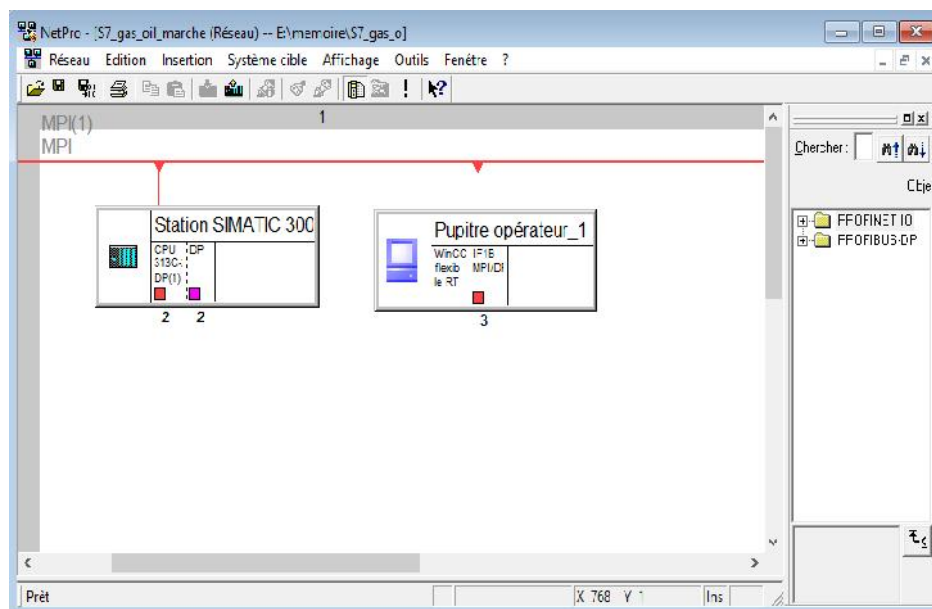 NetPro - [S7_gas_oil_marche (Réseau) -- E:\memoire\S7_gas_o]
Réseau Edition Insertion Système cible Affichage Outils Fenêtre ?
MPI(1)
MPI
1
Chercher :
PROFINET IO
PROFIBUS-DP
Station SIMATIC 300
CPU DP
313C-
DP(1)
2 2
Pupitre opérateur_1
WinCC IF1B
flexib MPI/DP
le RT
3
Prêt
X 768 Y 1
Ins